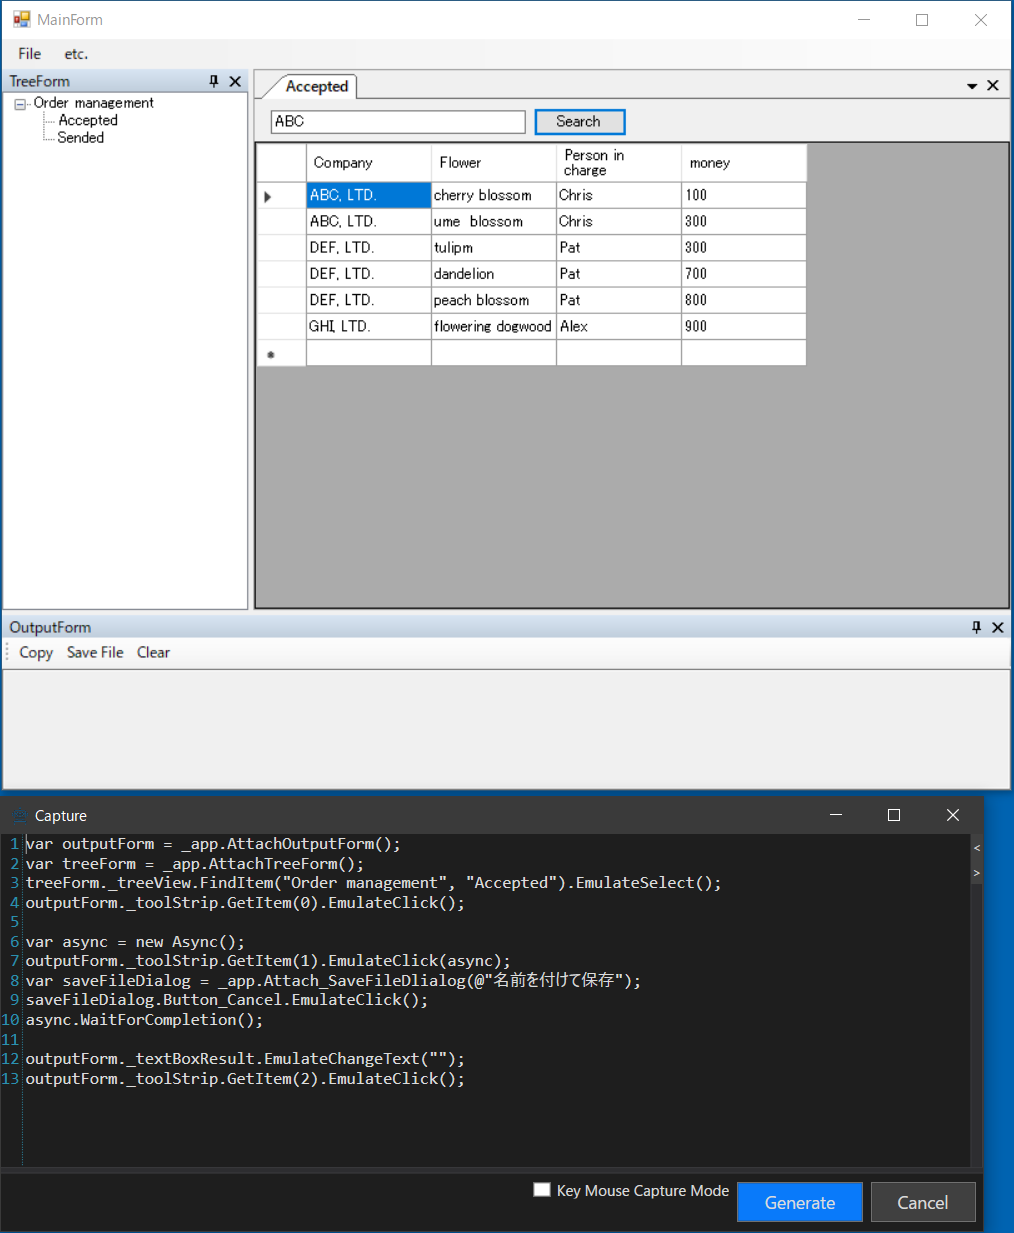 MainForm
File etc.
TreeForm
Order management
Accepted
Sended
Accepted
ABC Search
Company Flower Person in charge money
ABC, LTD. cherry blossom Chris 100
ABC, LTD. ume blossom Chris 300
DEF, LTD. tulipm Pat 300
DEF, LTD. dandelion Pat 700
DEF, LTD. peach blossom Pat 800
GHI, LTD. flowering dogwood Alex 900
OutputForm
Copy Save File Clear
Capture
1 var outputForm = _app.AttachOutputForm();
2 var treeForm = _app.AttachTreeForm();
3 treeForm._treeView.FindItem("Order management", "Accepted").EmulateSelect();
4 outputForm._toolStrip.GetItem(0).EmulateClick();
5
6 var async = new Async();
7 outputForm._toolStrip.GetItem(1).EmulateClick(async);
8 var saveFileDialog = _app.Attach_SaveFileDlialog(@"名前を付けて保存");
9 saveFileDialog.Button_Cancel.EmulateClick();
10 async.WaitForCompletion();
11
12 outputForm._textBoxResult.EmulateChangeText("");
13 outputForm._toolStrip.GetItem(2).EmulateClick();
Key Mouse Capture Mode Generate Cancel